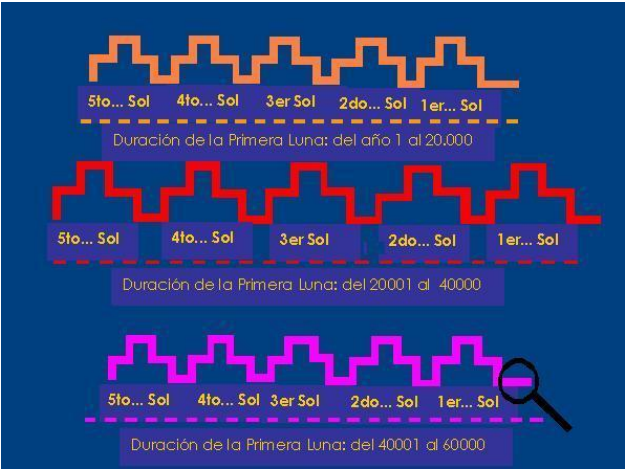 5to... Sol 4to... Sol 3er Sol 2do... Sol 1er... Sol
Duración de la Primera Luna: del año 1 al 20.000
5to... Sol 4to... Sol 3er Sol 2do... Sol 1er... Sol
Duración de la Primera Luna: del 20001 al 40000
5to... Sol 4to... Sol 3er Sol 2do... Sol 1er... Sol
Duración de la Primera Luna: del 40001 al 60000